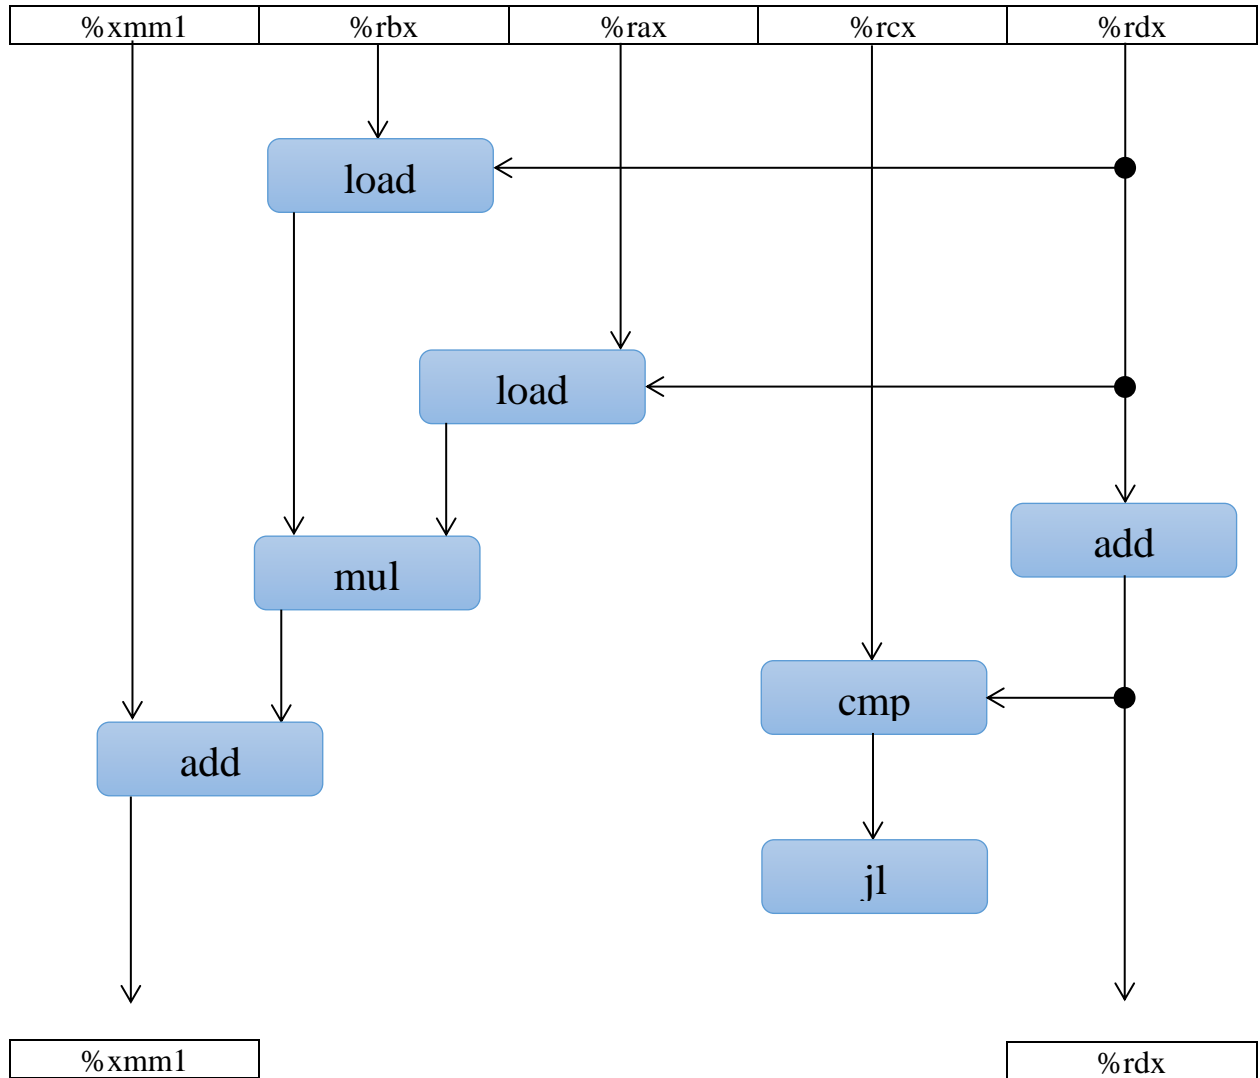 %xmm1 %rbx %rax %rcx %rdx
load
load
add
mul
cmp
add
jl
%xmm1 %rdx